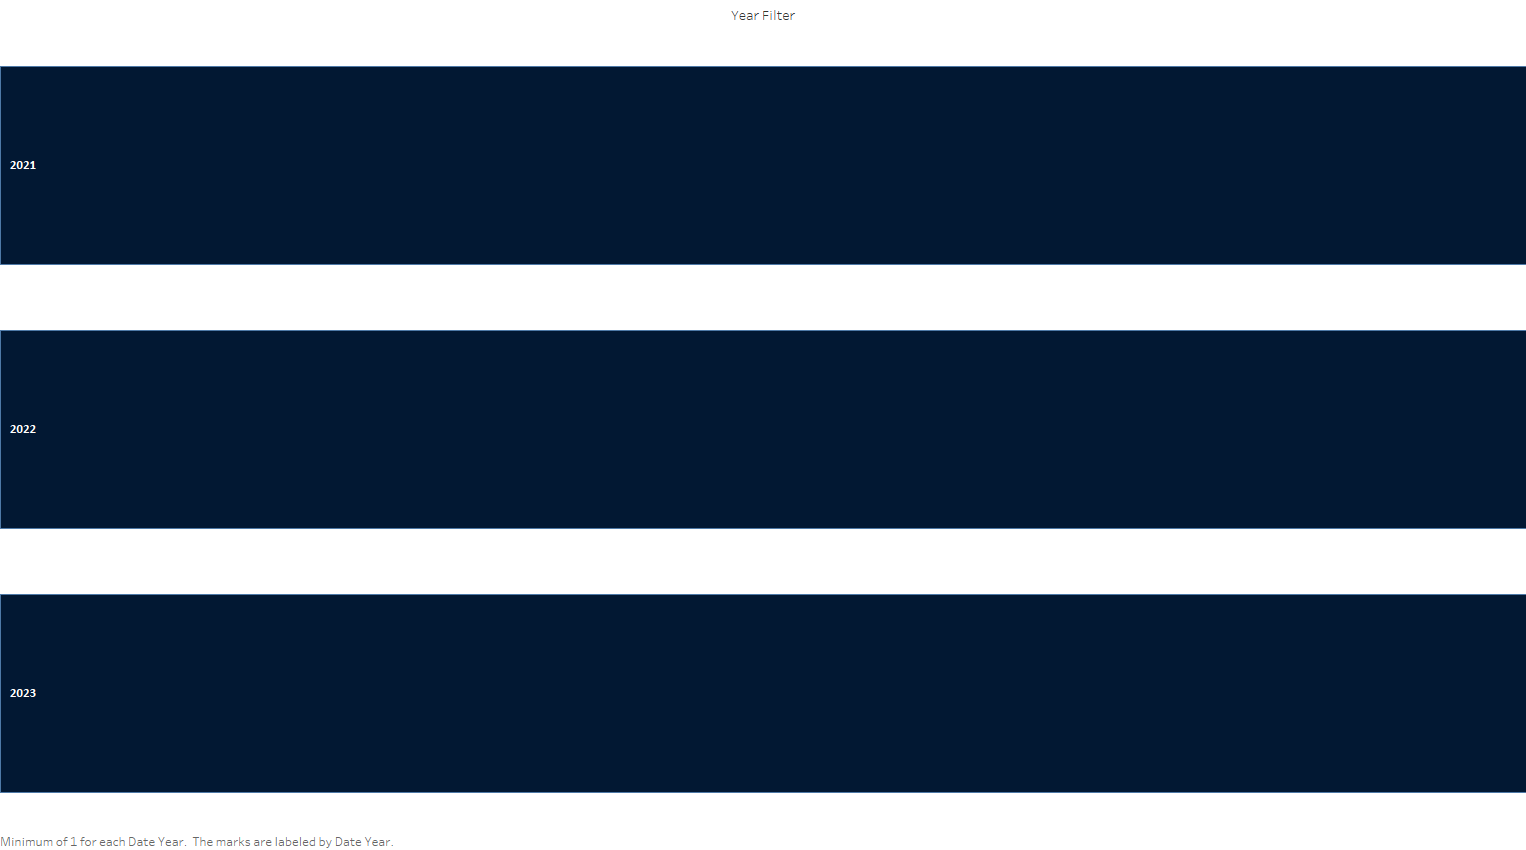 Year Filter
2021
2022
2023
Minimum of 1 for each Date Year.  The marks are labeled by Date Year.